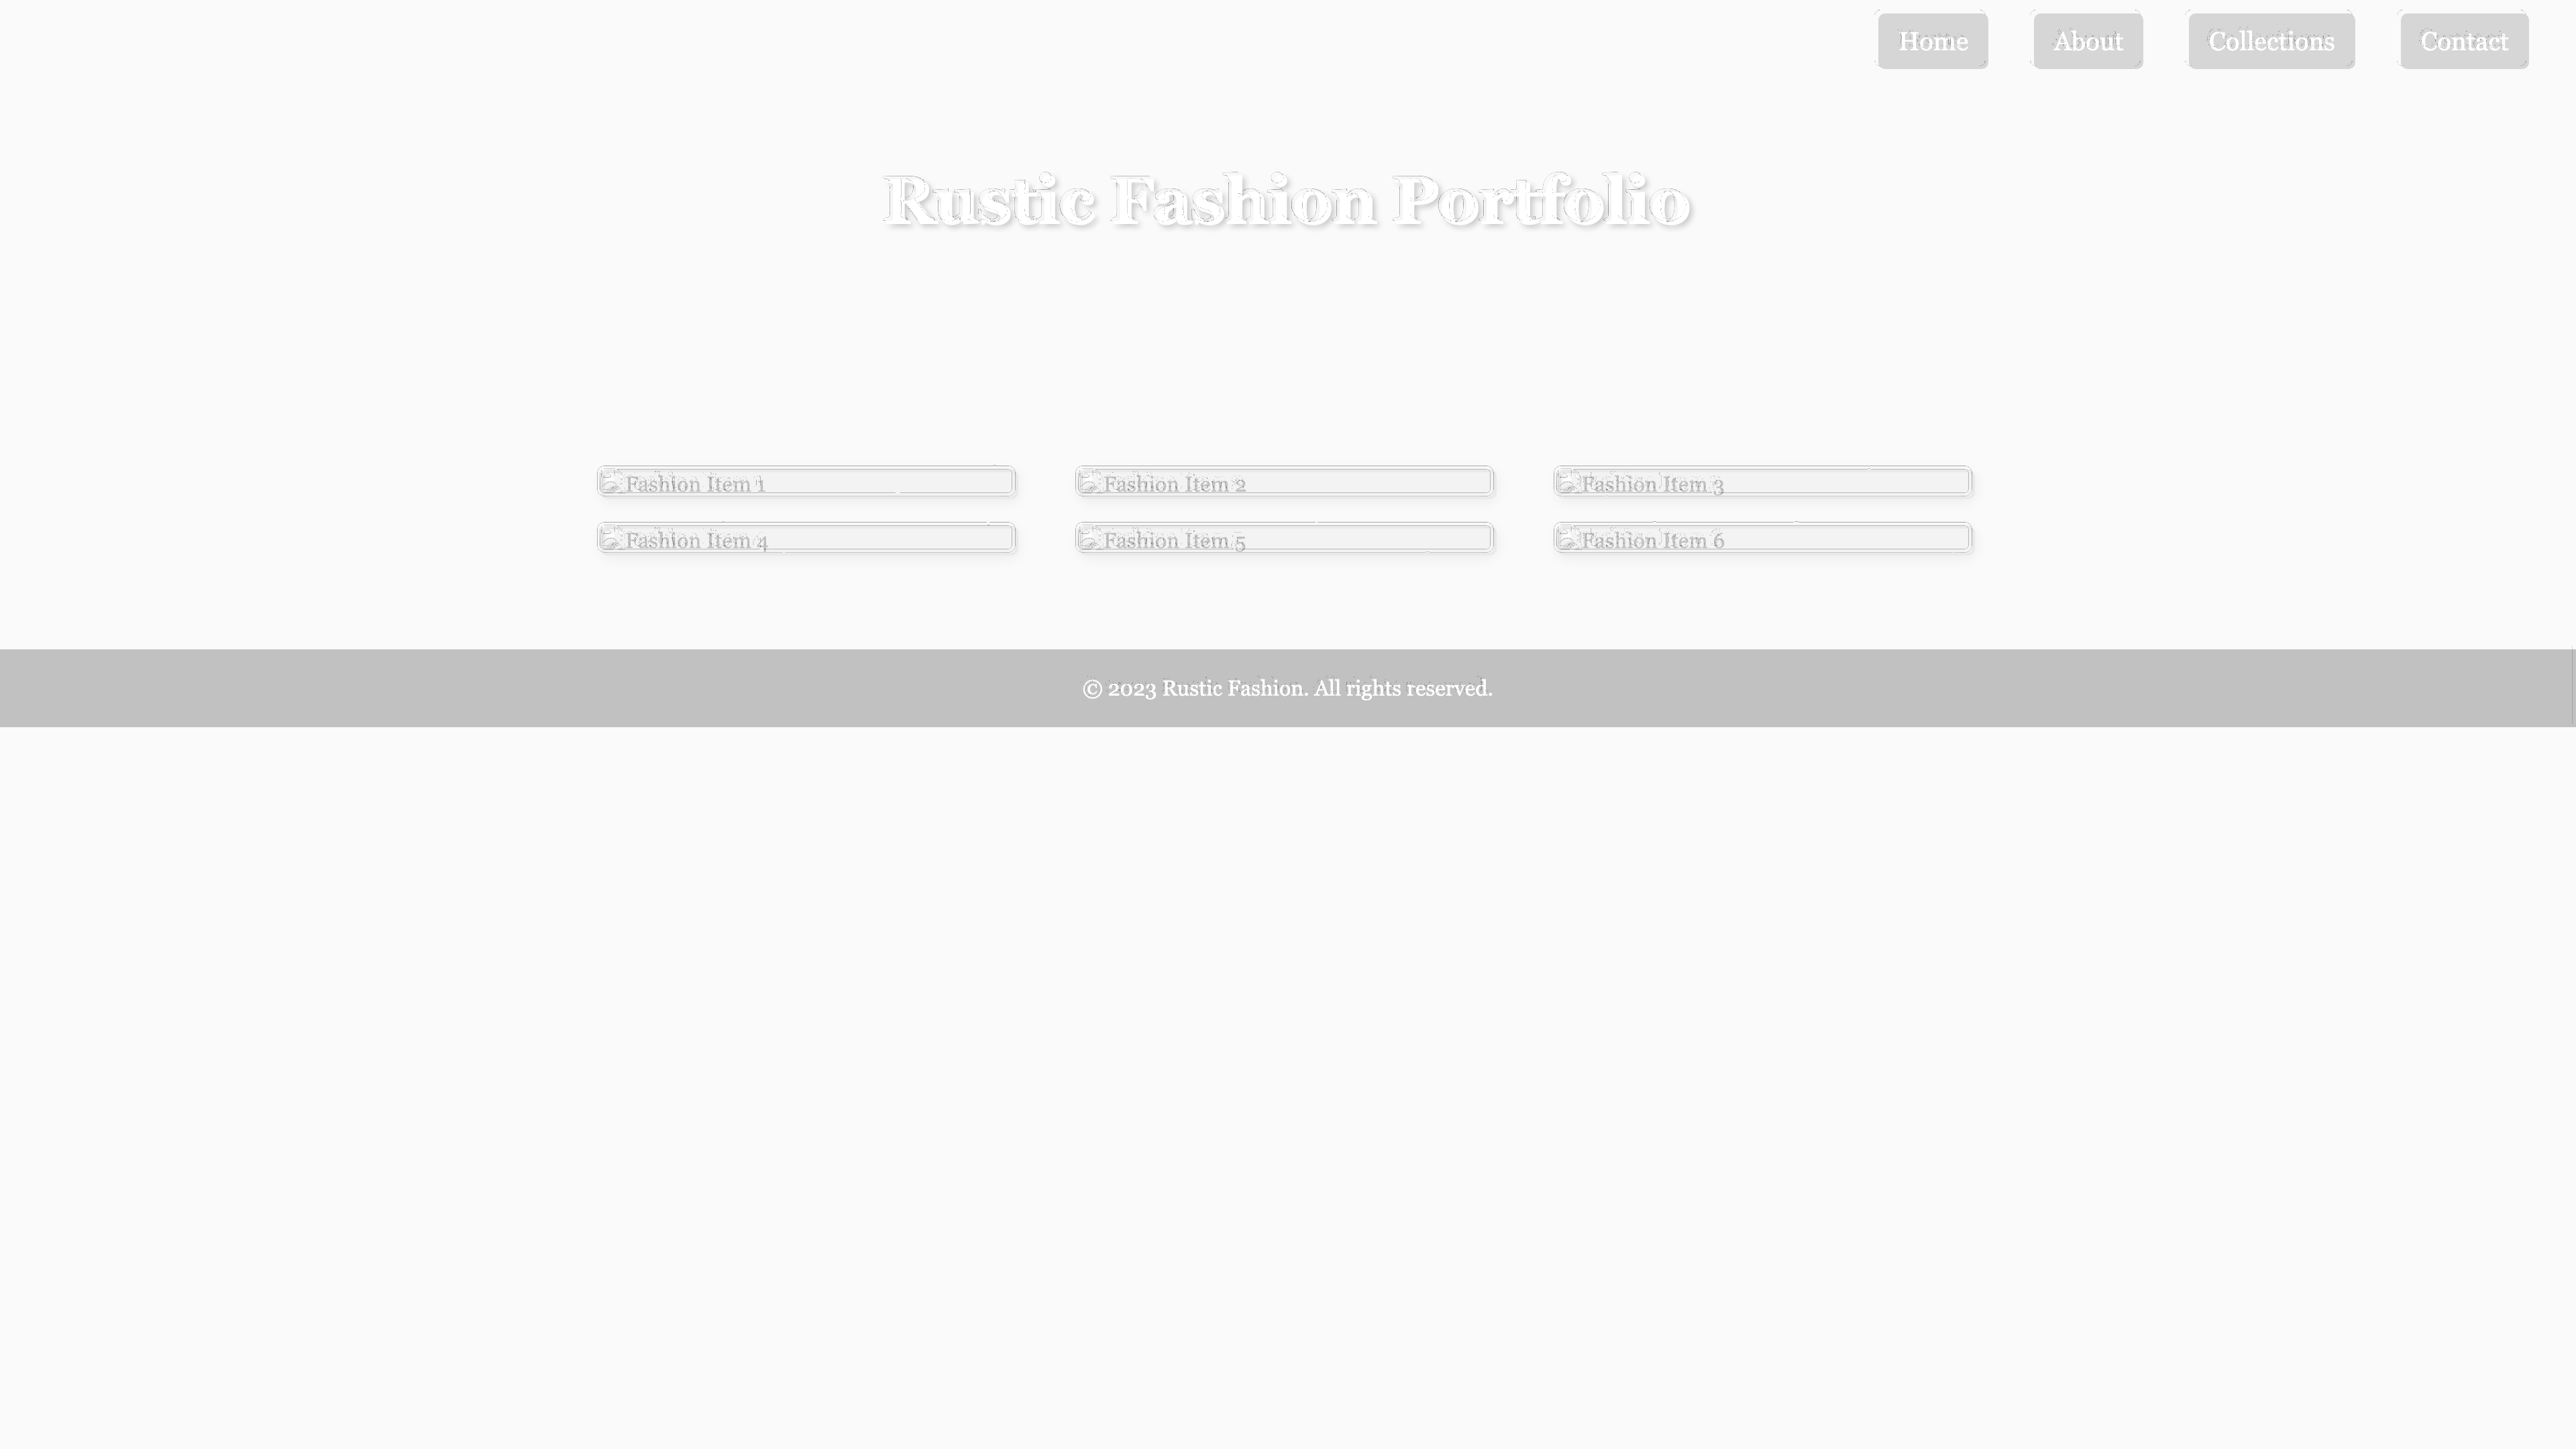 Home About Collections Contact
Rustic Fashion Portfolio
Fashion Item 1 Fashion Item 2 Fashion Item 3
Fashion Item 4 Fashion Item 5 Fashion Item 6
© 2023 Rustic Fashion. All rights reserved.